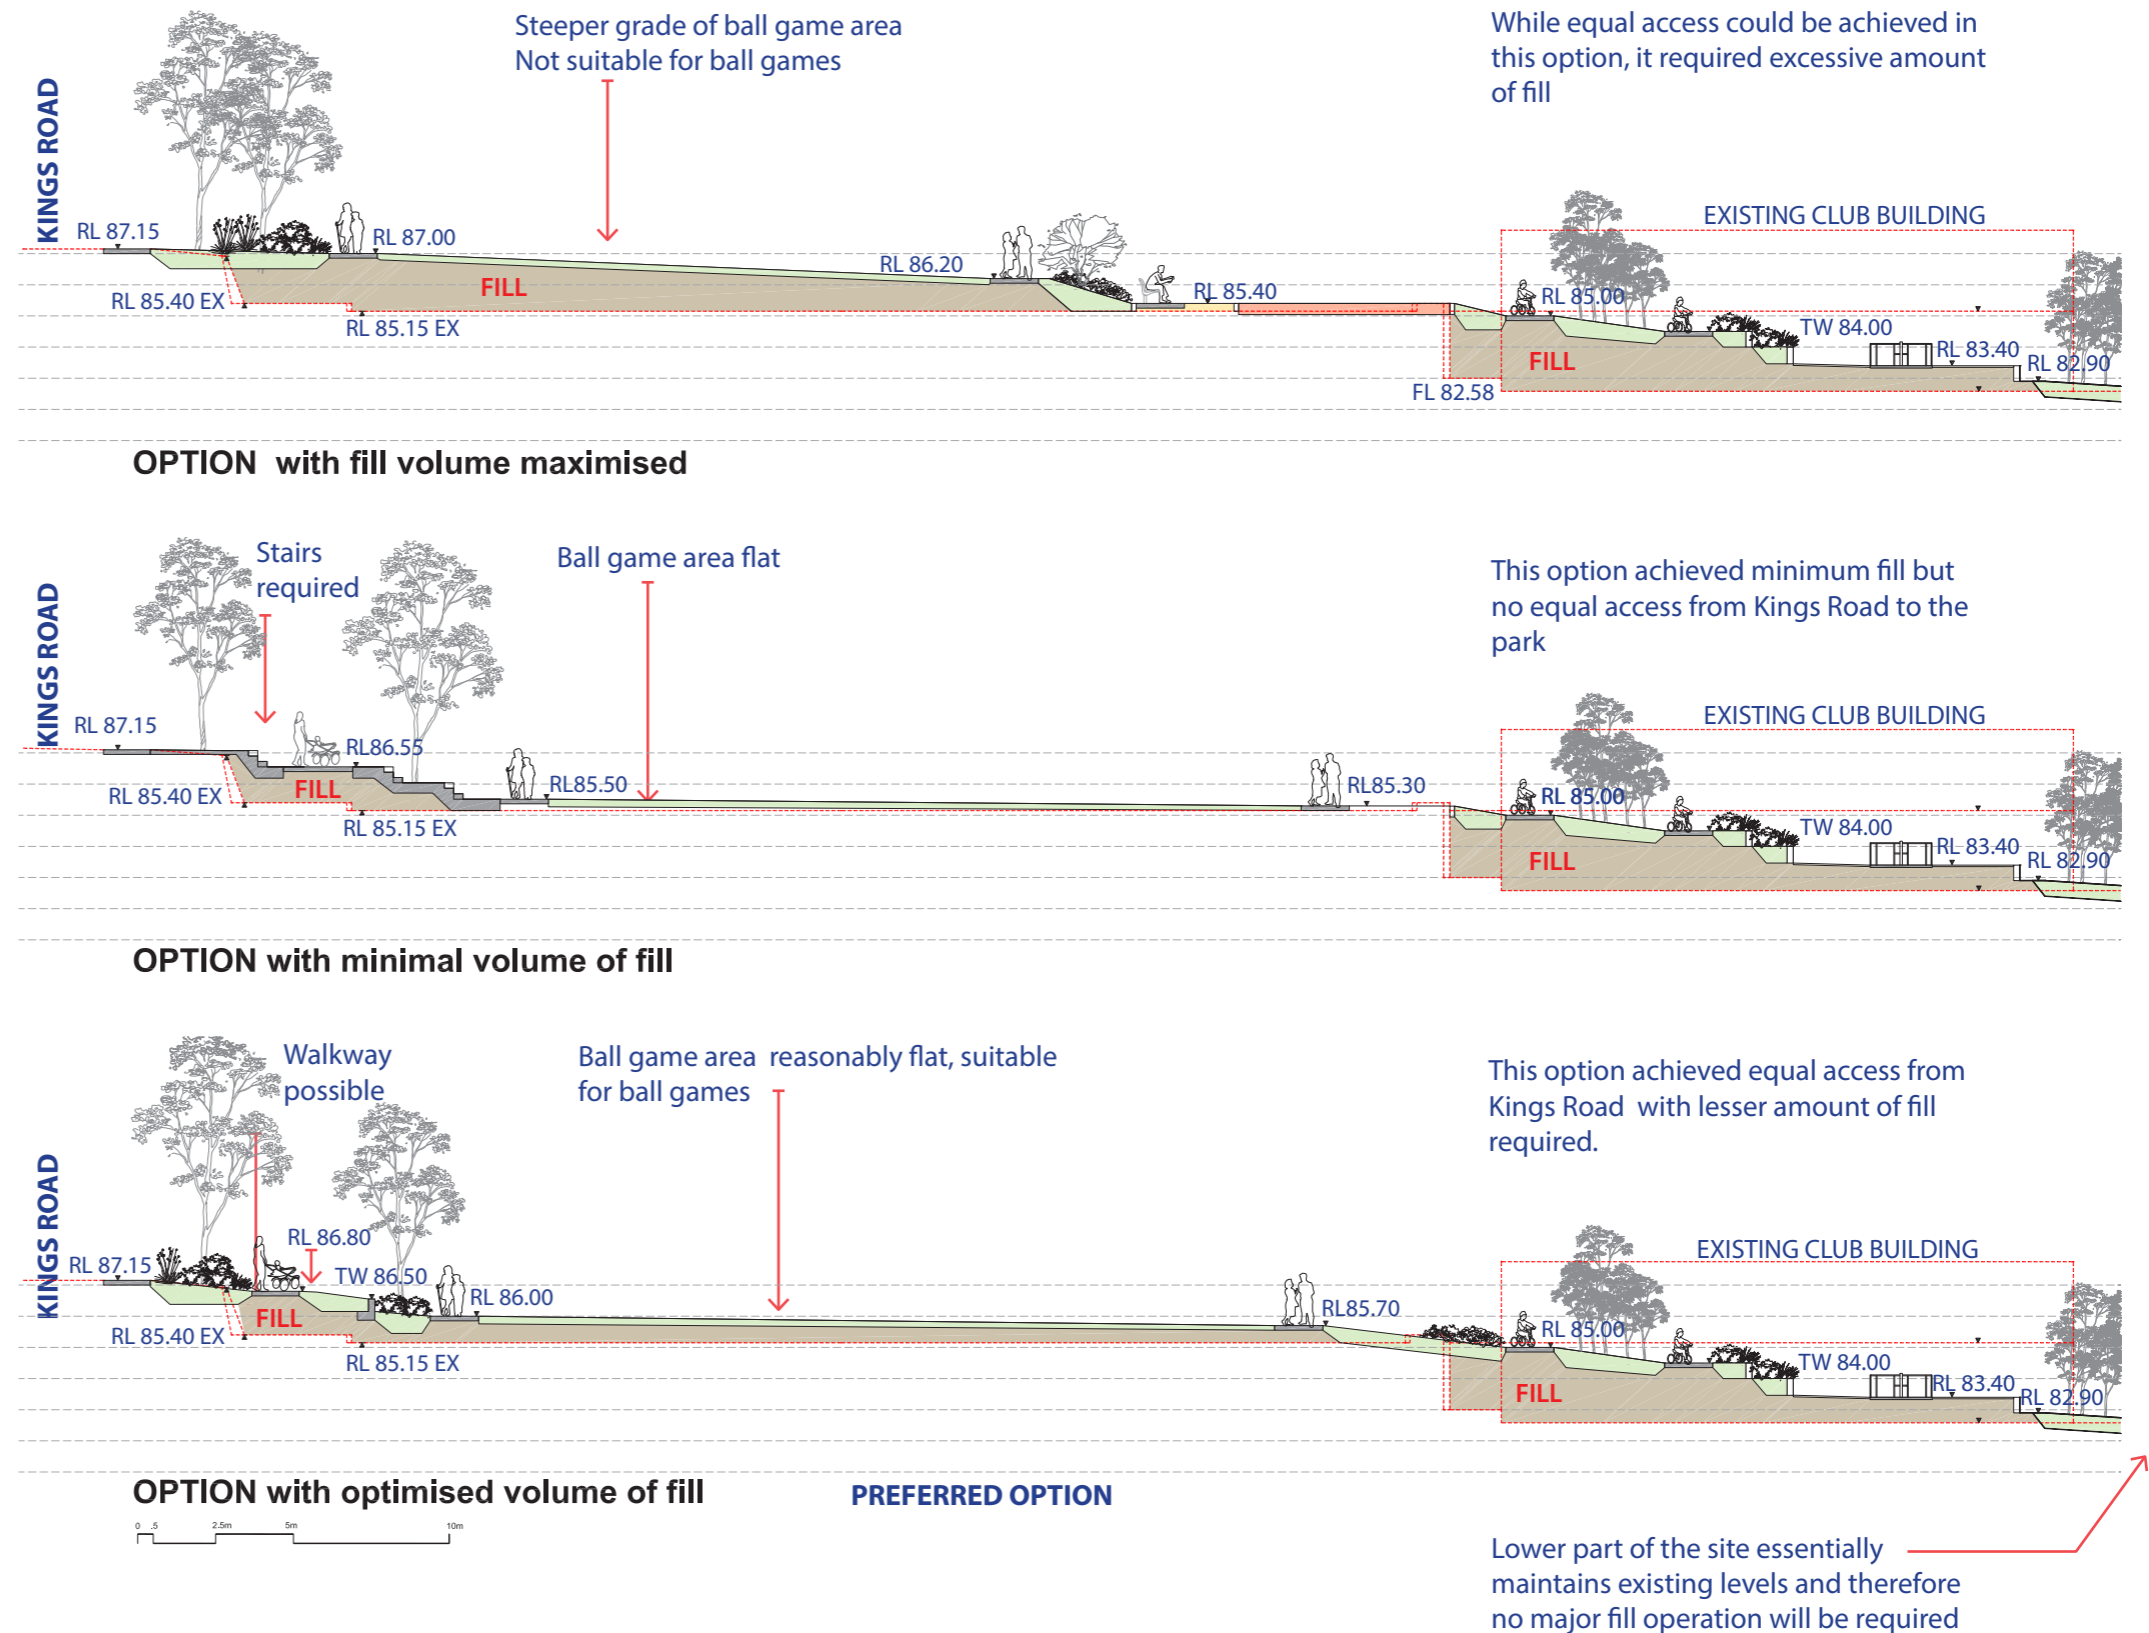 Steeper grade of ball game area
Not suitable for ball games
While equal access could be achieved in
this option, it required excessive amount
of fill
KINGS ROAD
EXISTING CLUB BUILDING
RL 87.15
RL 87.00
RL 86.20
FILL
RL 85.40 EX
RL 85.40
RL 85.00
RL 85.15 EX
TW 84.00
RL 83.40
FILL
RL 82.90
FL 82.58
OPTION with fill volume maximised
Stairs
required
Ball game area flat
This option achieved minimum fill but
no equal access from Kings Road to the
park
KINGS ROAD
EXISTING CLUB BUILDING
RL 87.15
RL86.55
FILL
RL85.50
RL85.30
RL 85.40 EX
RL 85.00
RL 85.15 EX
TW 84.00
RL 83.40
FILL
RL 82.90
OPTION with minimal volume of fill
Walkway
possible
Ball game area reasonably flat, suitable
for ball games
This option achieved equal access from
Kings Road with lesser amount of fill
required.
KINGS ROAD
RL 86.80
EXISTING CLUB BUILDING
RL 87.15
TW 86.50
RL 86.00
RL85.70
FILL
RL 85.40 EX
RL 85.00
RL 85.15 EX
TW 84.00
RL 83.40
FILL
RL 82.90
OPTION with optimised volume of fill
PREFERRED OPTION
0 .5 2.5m 5m 10m
Lower part of the site essentially
maintains existing levels and therefore
no major fill operation will be required